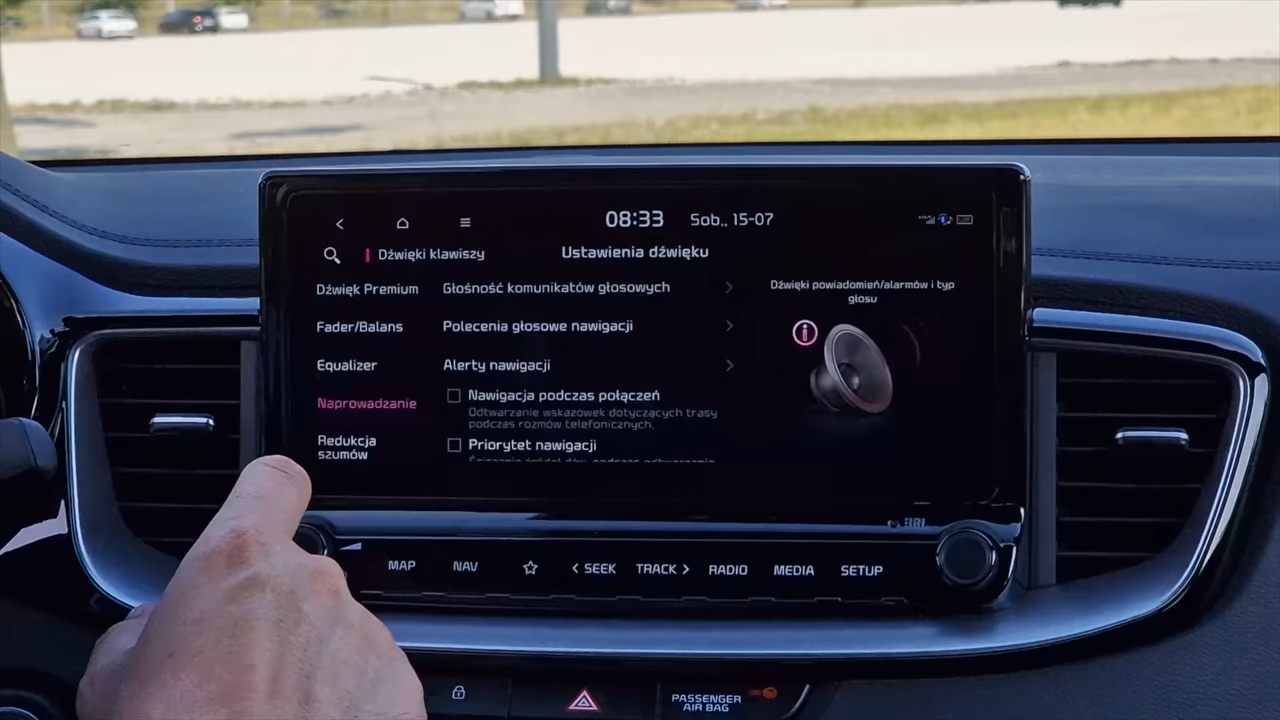 08:33 Sob., 15-07
Dźwięki klawiszy
Ustawienia dźwięku
Dźwięk Premium
Fader/Balans
Equalizer
Naprowadzanie
Redukcja
szumów
Głośność komunikatów głosowych
Polecenia głosowe nawigacji
Alerty nawigacji
Nawigacja podczas połączeń
Odtwarzanie wskazówek dotyczących trasy
podczas rozmów telefonicznych.
Priorytet nawigacji
Dźwięki powiadomień/alarmów i typ
głosu
JBL
MAP NAV < SEEK TRACK > RADIO MEDIA SETUP
PASSENGER
AIR BAG